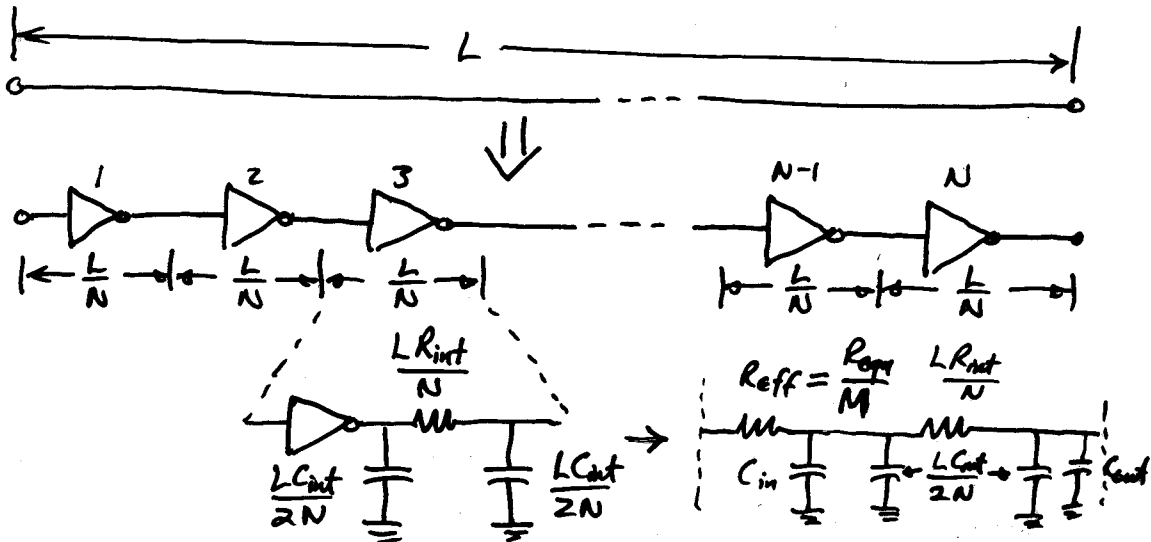 L
1 2 3 N-1 N
L/N L/N L/N L/N L/N
LR_int/N R_eff = R_eqn/M LR_int/N
LC_int/2N LC_int/2N C_in LC_int/2N C_out